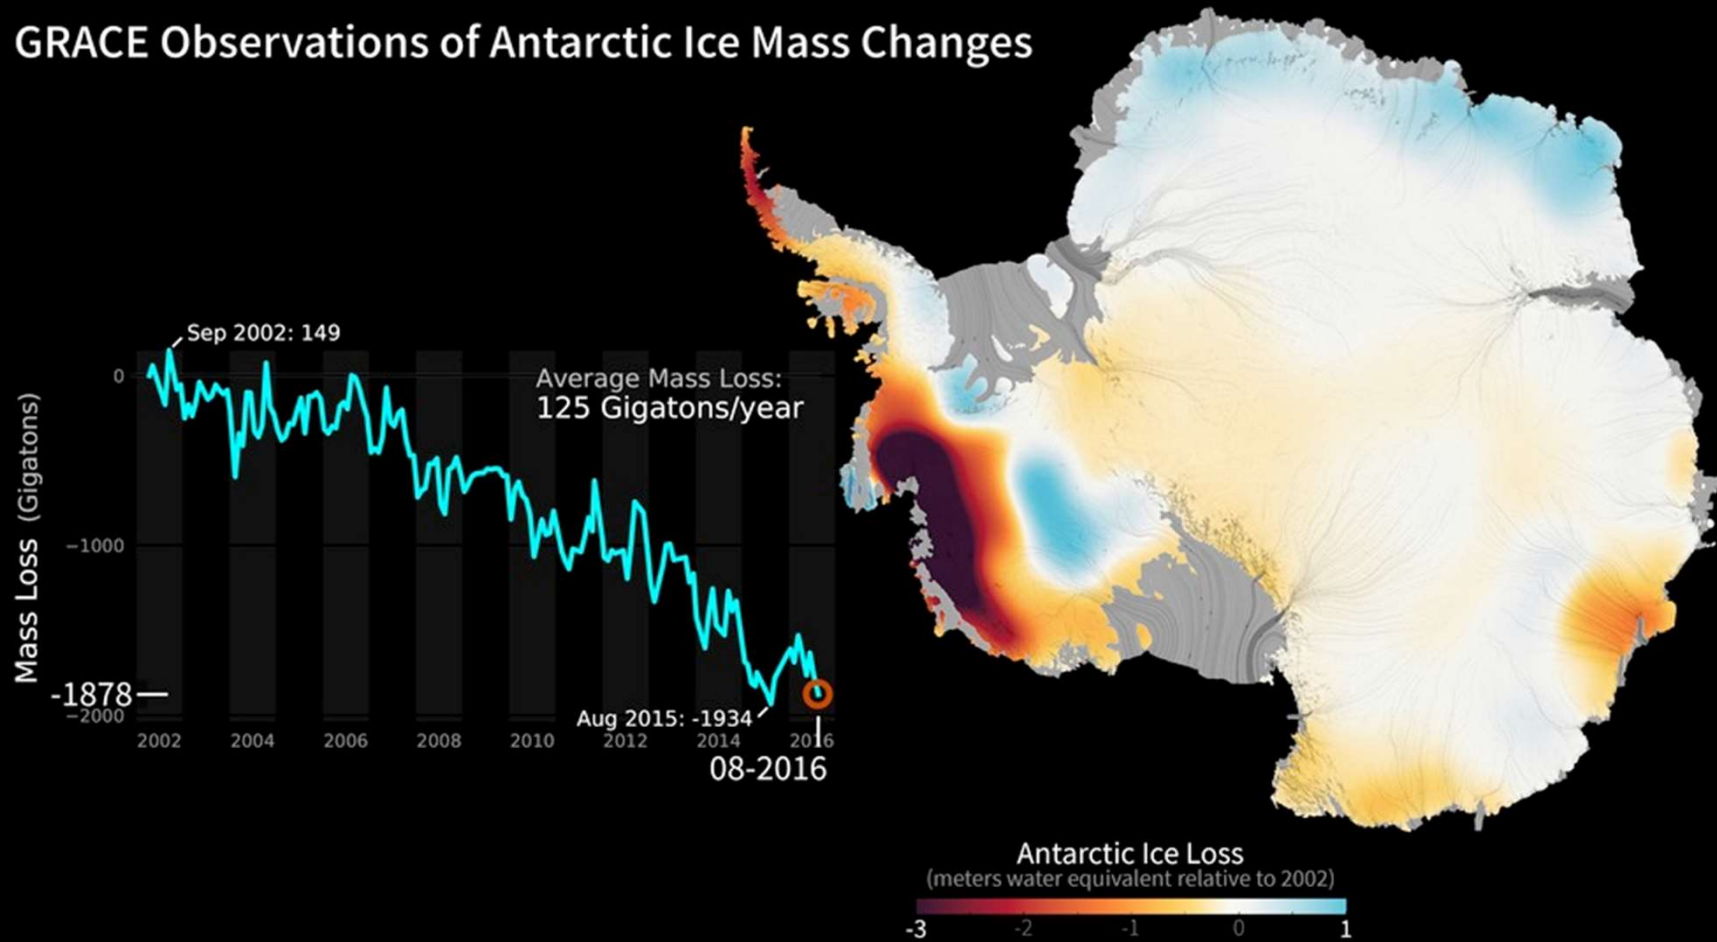 GRACE Observations of Antarctic Ice Mass Changes
Sep 2002: 149
Average Mass Loss:
125 Gigatons/year
Mass Loss (Gigatons)
0
−1000
-1878
−2000
Aug 2015: -1934
2002 2004 2006 2008 2010 2012 2014 2016
08-2016
Antarctic Ice Loss
(meters water equivalent relative to 2002)
-3 -2 -1 0 1